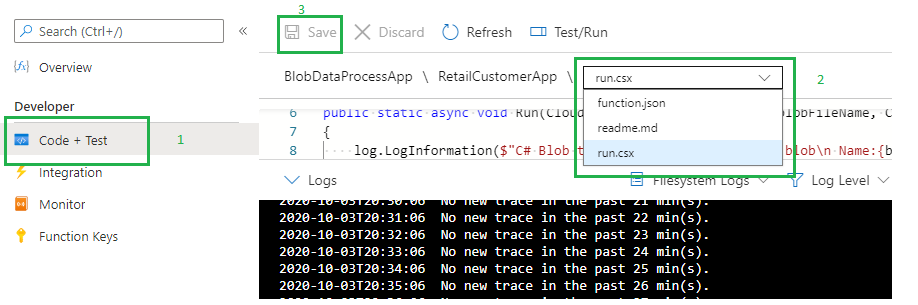 3
Search (Ctrl+/)
«
Save
Discard
Refresh
Test/Run
Overview
BlobDataProcessApp \ RetailCustomerApp \
run.csx
2
function.json
readme.md
run.csx
Developer
Code + Test
1
Integration
Monitor
Function Keys
6 public static async void Run(Cloud lobFileName, C
7 {
8 ····log.LogInformation($"C# Blob t blob\n Name:{b
Logs
Filesystem Logs
Log Level
2020-10-03T20:30:06 No new trace in the past 21 min(s).
2020-10-03T20:31:06 No new trace in the past 22 min(s).
2020-10-03T20:32:06 No new trace in the past 23 min(s).
2020-10-03T20:33:06 No new trace in the past 24 min(s).
2020-10-03T20:34:06 No new trace in the past 25 min(s).
2020-10-03T20:35:06 No new trace in the past 26 min(s).